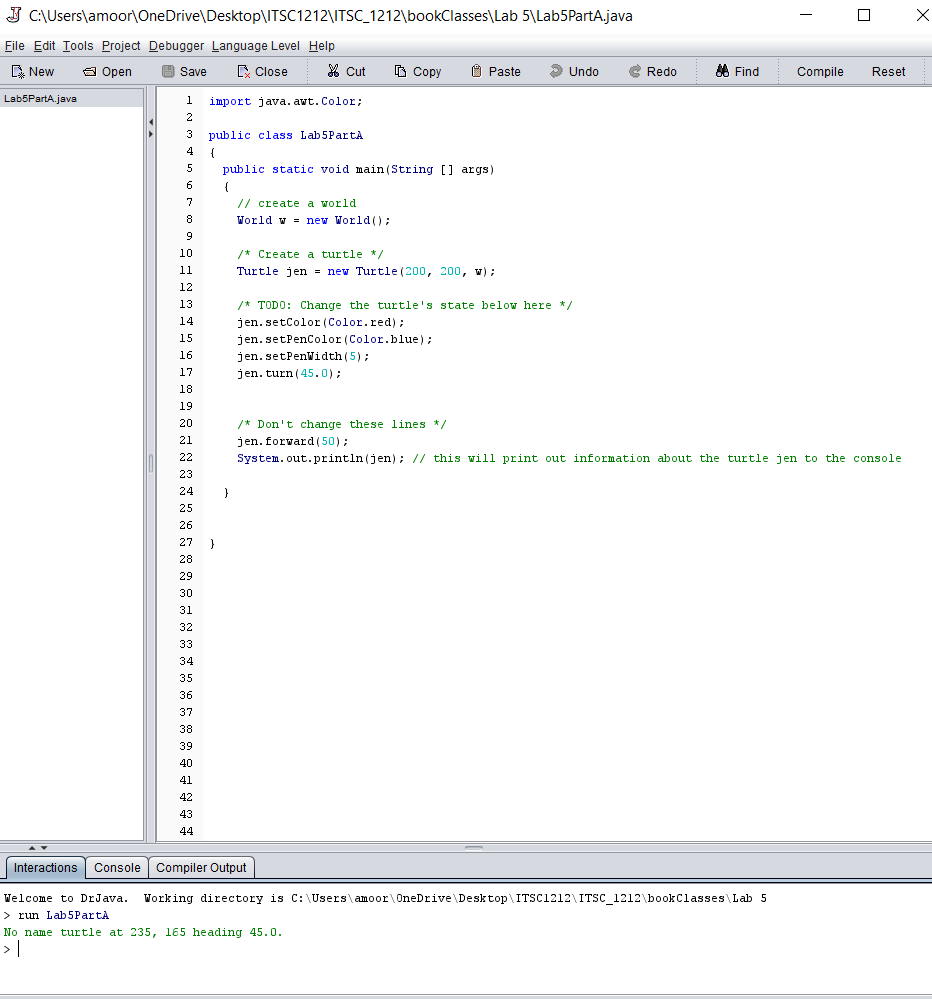 C:\Users\amoor\OneDrive\Desktop\ITSC1212\ITSC_1212\bookClasses\Lab 5\Lab5PartA.java
File Edit Tools Project Debugger Language Level Help
New Open Save Close Cut Copy Paste Undo Redo Find Compile Reset
Lab5PartA.java
1 import java.awt.Color;
2
3 public class Lab5PartA
4 {
5   public static void main(String [] args)
6   {
7     // create a world
8     World w = new World();
9
10     /* Create a turtle */
11     Turtle jen = new Turtle(200, 200, w);
12
13     /* TODO: Change the turtle's state below here */
14     jen.setColor(Color.red);
15     jen.setPenColor(Color.blue);
16     jen.setPenWidth(5);
17     jen.turn(45.0);
18
19
20     /* Don't change these lines */
21     jen.forward(50);
22     System.out.println(jen); // this will print out information about the turtle jen to the console
23
24   }
25
26
27 }
28
29
30
31
32
33
34
35
36
37
38
39
40
41
42
43
44
Interactions Console Compiler Output
Welcome to DrJava.  Working directory is C:\Users\amoor\OneDrive\Desktop\ITSC1212\ITSC_1212\bookClasses\Lab 5
> run Lab5PartA
No name turtle at 235, 165 heading 45.0.
>